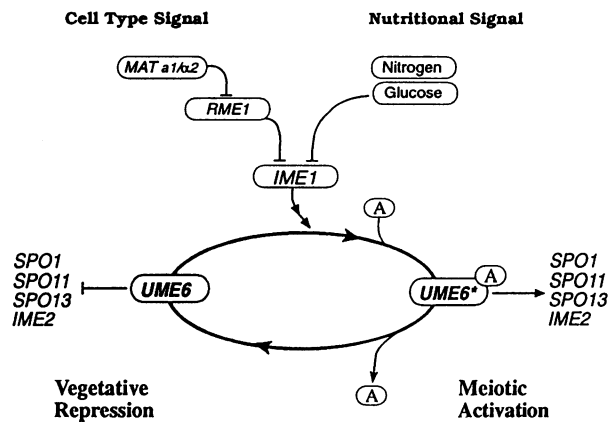 Cell Type Signal
Nutritional Signal
MAT a1/α2
Nitrogen
Glucose
RME1
IME1
A
SPO1
SPO11
SPO13
IME2
UME6
UME6*
A
SPO1
SPO11
SPO13
IME2
A
Vegetative
Repression
Meiotic
Activation